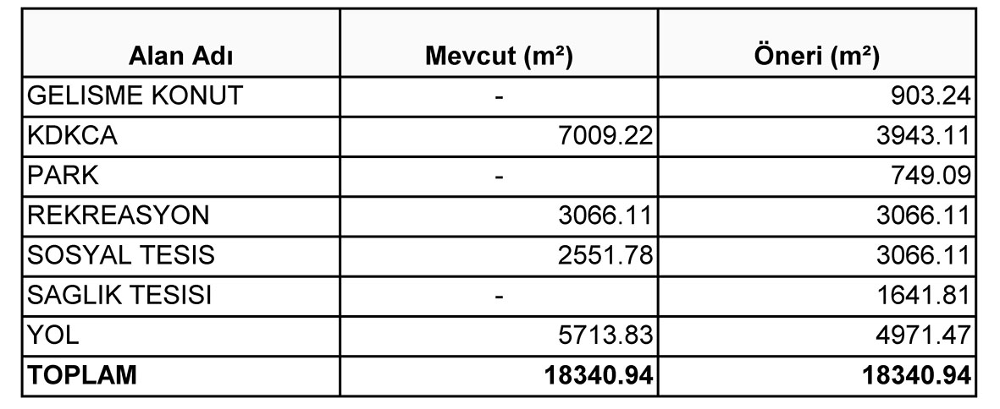 Alan Adı Mevcut (m²) Öneri (m²)
GELISME KONUT - 903.24
KDKCA 7009.22 3943.11
PARK - 749.09
REKREASYON 3066.11 3066.11
SOSYAL TESIS 2551.78 3066.11
SAGLIK TESISI - 1641.81
YOL 5713.83 4971.47
TOPLAM 18340.94 18340.94